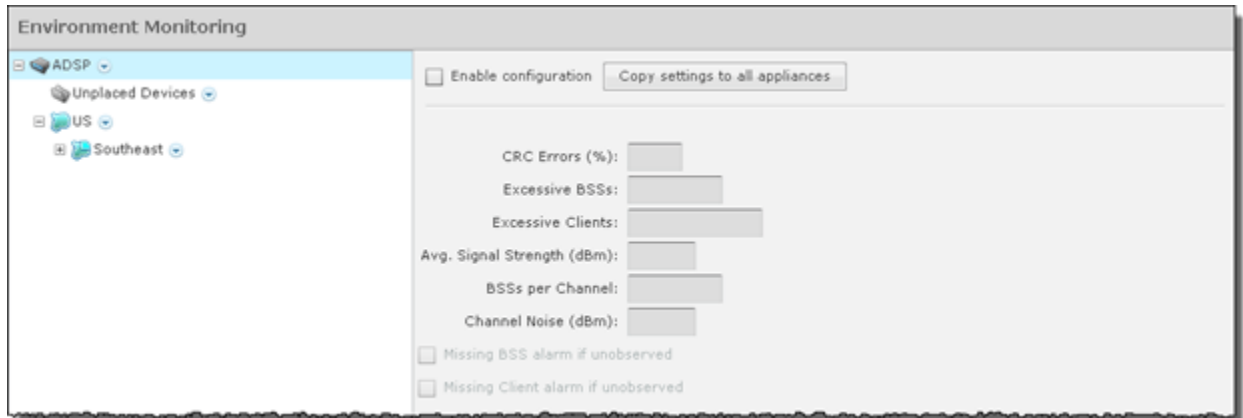 Environment Monitoring
ADSP
Unplaced Devices
US
Southeast
Enable configuration
Copy settings to all appliances
CRC Errors (%):
Excessive BSSs:
Excessive Clients:
Avg. Signal Strength (dBm):
BSSs per Channel:
Channel Noise (dBm):
Missing BSS alarm if unobserved
Missing Client alarm if unobserved